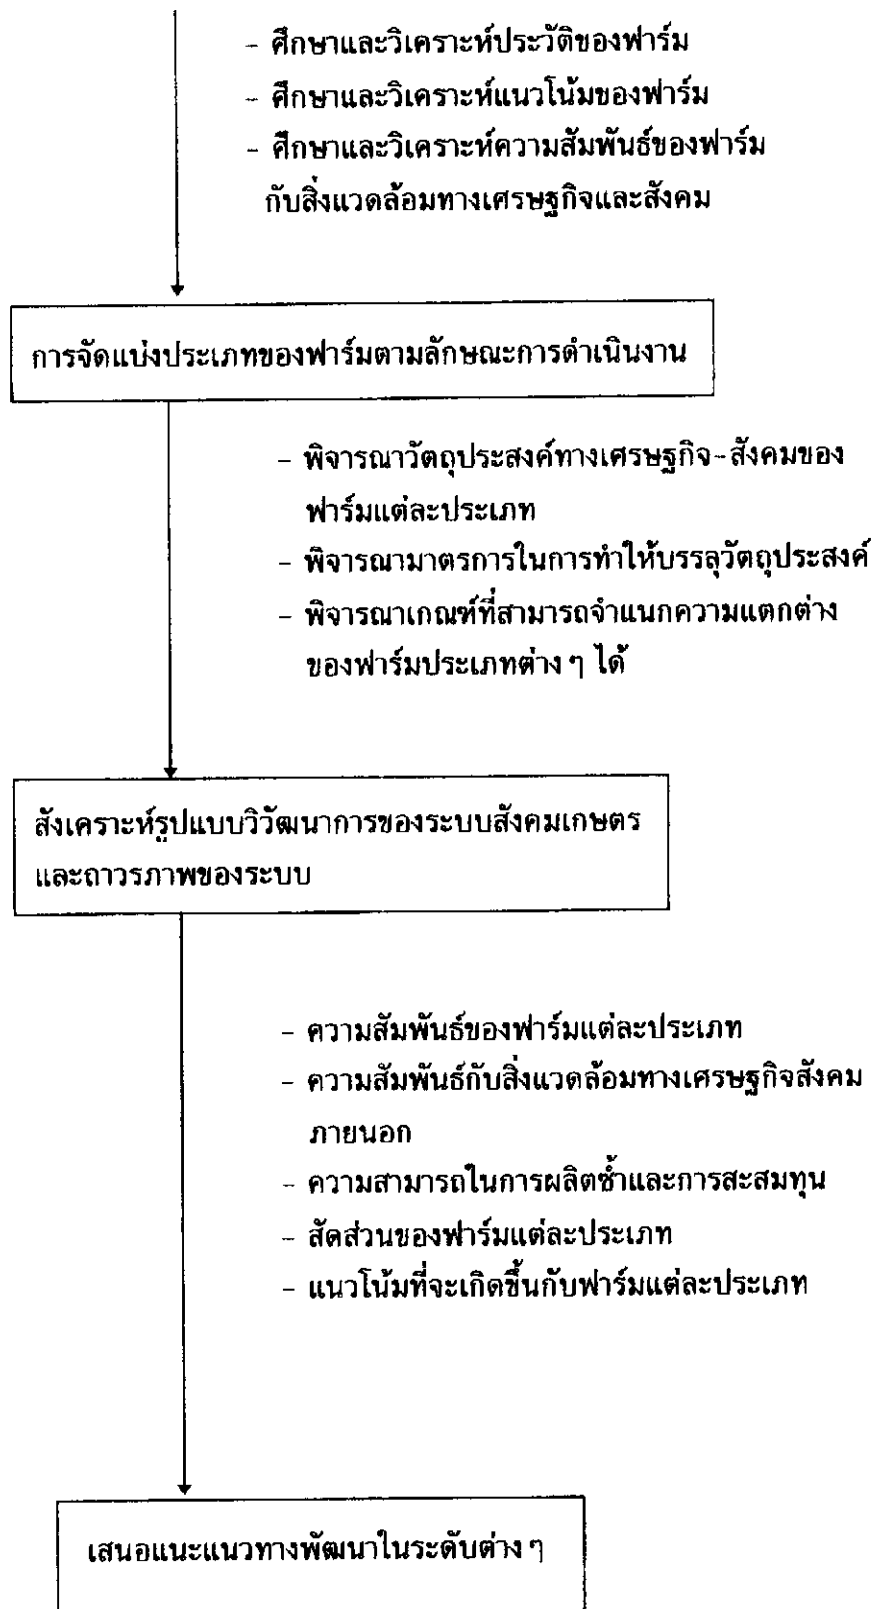 - ศึกษาและวิเคราะห์ประวัติของฟาร์ม
- ศึกษาและวิเคราะห์แนวโน้มของฟาร์ม
- ศึกษาและวิเคราะห์ความสัมพันธ์ของฟาร์ม
กับสิ่งแวดล้อมทางเศรษฐกิจและสังคม
การจัดแบ่งประเภทของฟาร์มตามลักษณะการดำเนินงาน
- พิจารณาวัตถุประสงค์ทางเศรษฐกิจ-สังคมของ
ฟาร์มแต่ละประเภท
- พิจารณามาตรการในการทำให้บรรลุวัตถุประสงค์
- พิจารณาเกณฑ์ที่สามารถจำแนกความแตกต่าง
ของฟาร์มประเภทต่าง ๆ ได้
สังเคราะห์รูปแบบวิวัฒนาการของระบบสังคมเกษตร
และถาวรภาพของระบบ
- ความสัมพันธ์ของฟาร์มแต่ละประเภท
- ความสัมพันธ์กับสิ่งแวดล้อมทางเศรษฐกิจสังคม
ภายนอก
- ความสามารถในการผลิตซ้ำและการสะสมทุน
- สัดส่วนของฟาร์มแต่ละประเภท
- แนวโน้มที่จะเกิดขึ้นกับฟาร์มแต่ละประเภท
เสนอแนะแนวทางพัฒนาในระดับต่าง ๆ